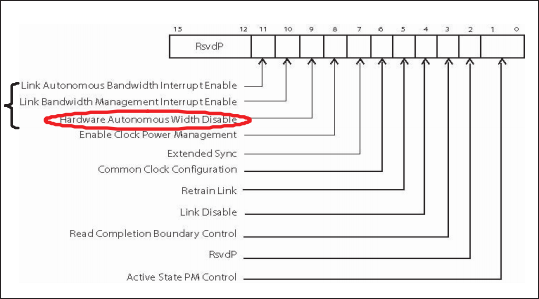 15 12 11 10 9 8 7 6 5 4 3 2 1 0
RsvdP
Link Autonomous Bandwidth Interrupt Enable
Link Bandwidth Management Interrupt Enable
Hardware Autonomous Width Disable
Enable Clock Power Management
Extended Sync
Common Clock Configuration
Retrain Link
Link Disable
Read Completion Boundary Control
RsvdP
Active State PM Control